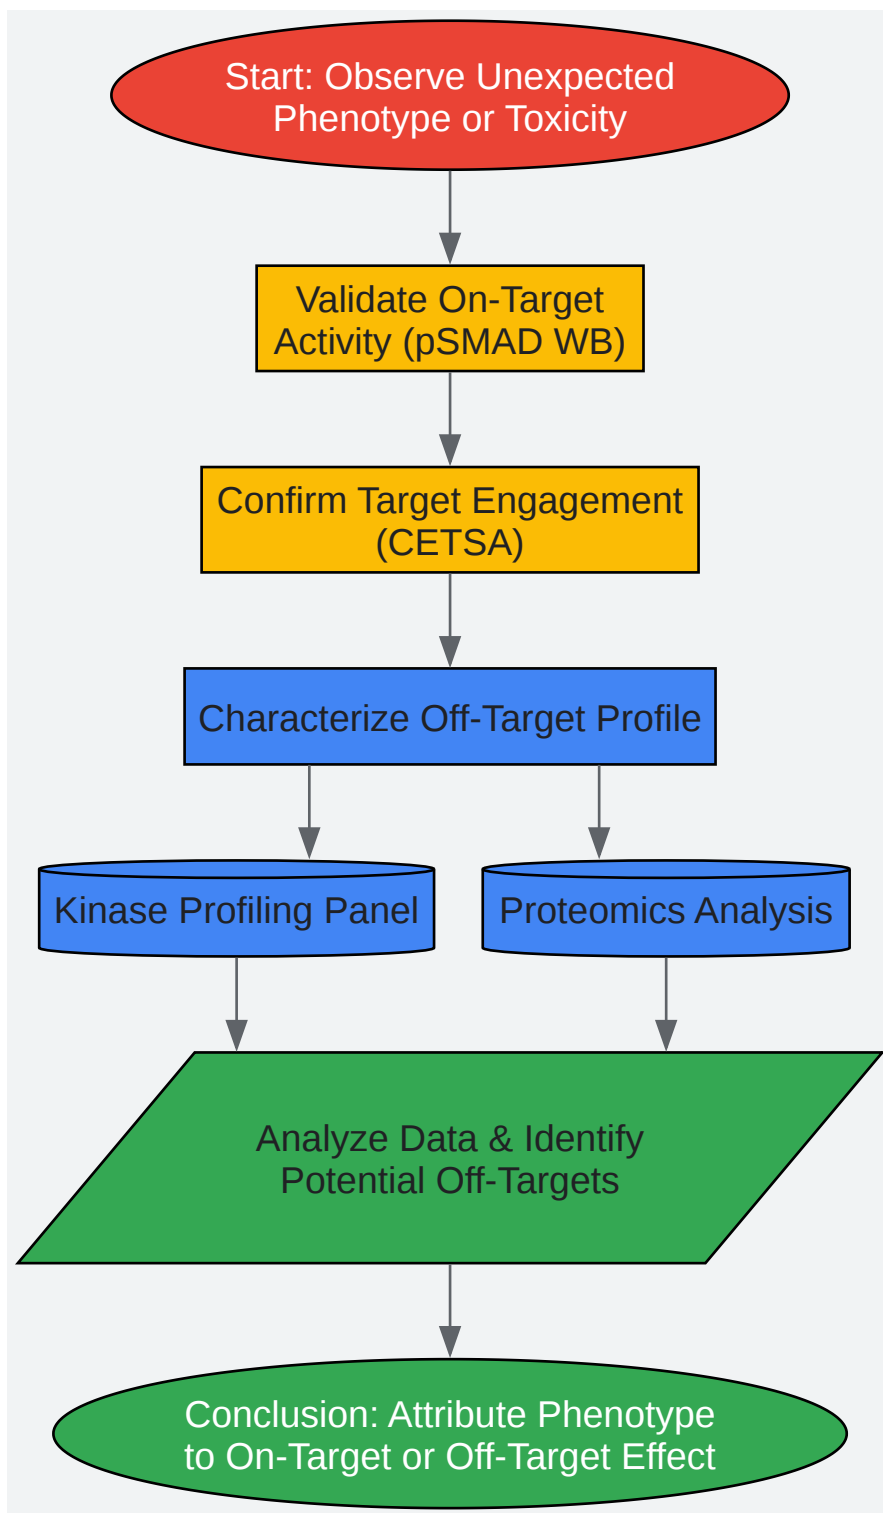 Start: Observe Unexpected
Phenotype or Toxicity
Validate On-Target
Activity (pSMAD WB)
Confirm Target Engagement
(CETSA)
Characterize Off-Target Profile
Kinase Profiling Panel
Proteomics Analysis
Analyze Data & Identify
Potential Off-Targets
Conclusion: Attribute Phenotype
to On-Target or Off-Target Effect